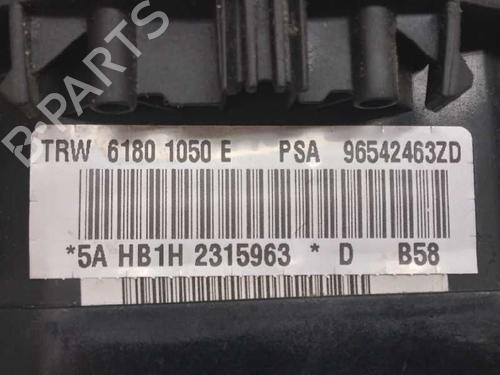 B-PARTS
TRW 6180 1050 E PSA 96542463ZD
*5A HB1H 2315963 * D B58